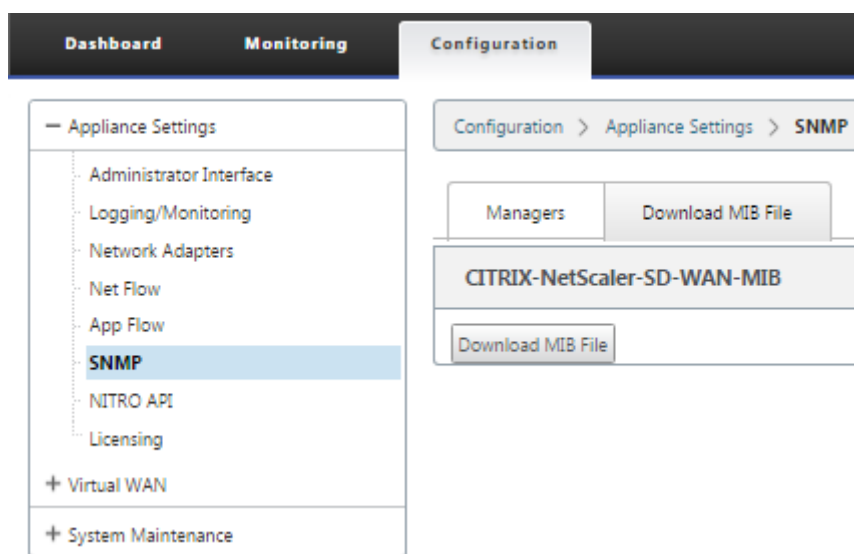 Dashboard Monitoring Configuration
− Appliance Settings
Administrator Interface
Logging/Monitoring
Network Adapters
Net Flow
App Flow
SNMP
NITRO API
Licensing
+ Virtual WAN
+ System Maintenance
Configuration > Appliance Settings > SNMP
Managers Download MIB File
CITRIX-NetScaler-SD-WAN-MIB
Download MIB File